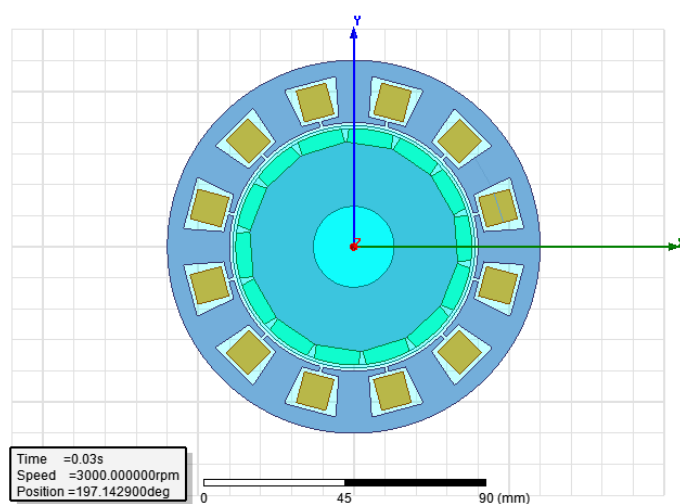 Y
Z
X
Time =0.03s
Speed =3000.000000rpm
Position =197.142900deg
0 45 90 (mm)